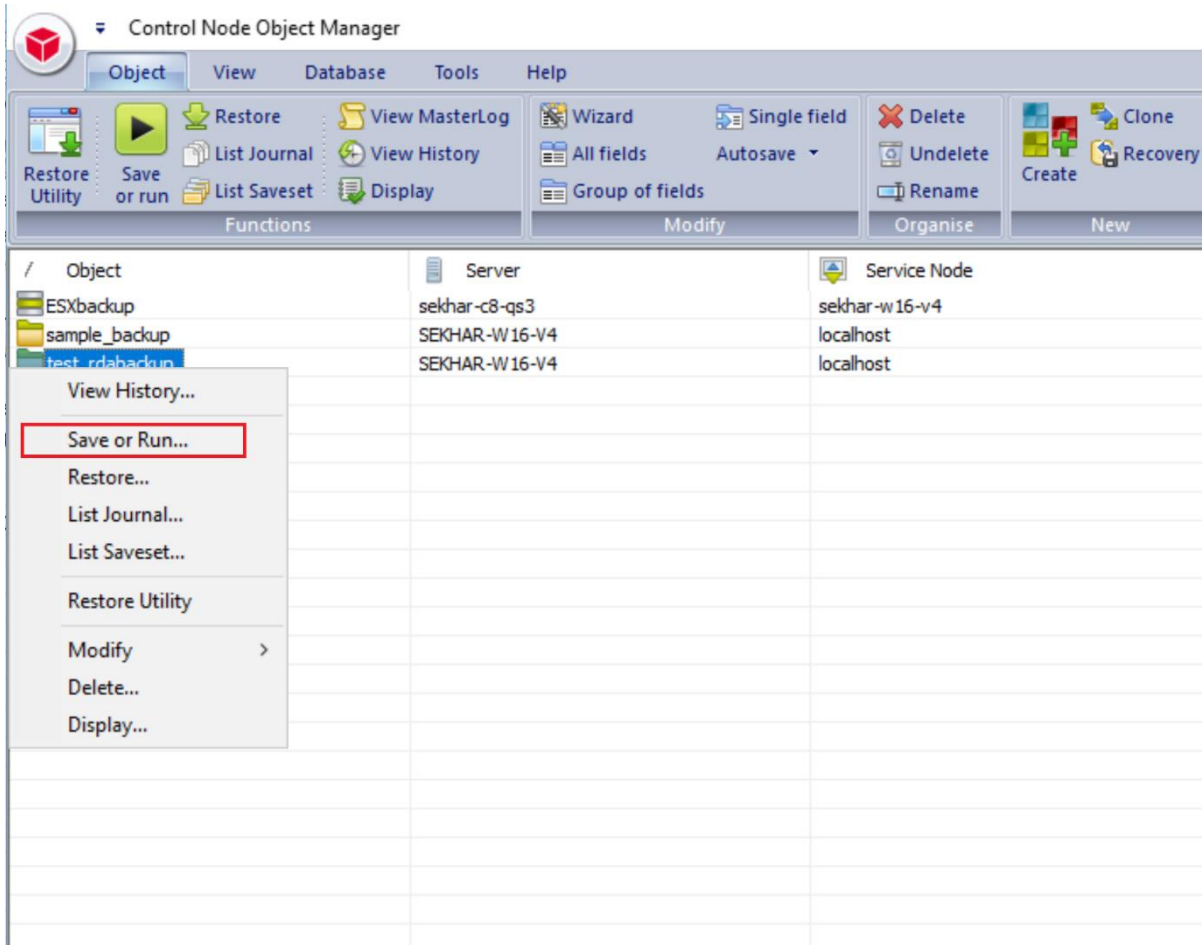 Control Node Object Manager
Object View Database Tools Help
Restore Utility
Save or run
Restore
List Journal
List Saveset
View MasterLog
View History
Display
Functions
Wizard
All fields
Group of fields
Single field
Autosave
Modify
Delete
Undelete
Rename
Organise
Create
Clone
Recovery
New
/ Object Server Service Node
ESXbackup sekhar-c8-qs3 sekhar-w16-v4
sample_backup SEKHAR-W16-V4 localhost
test_rdabackup SEKHAR-W16-V4 localhost
View History...
Save or Run...
Restore...
List Journal...
List Saveset...
Restore Utility
Modify >
Delete...
Display...